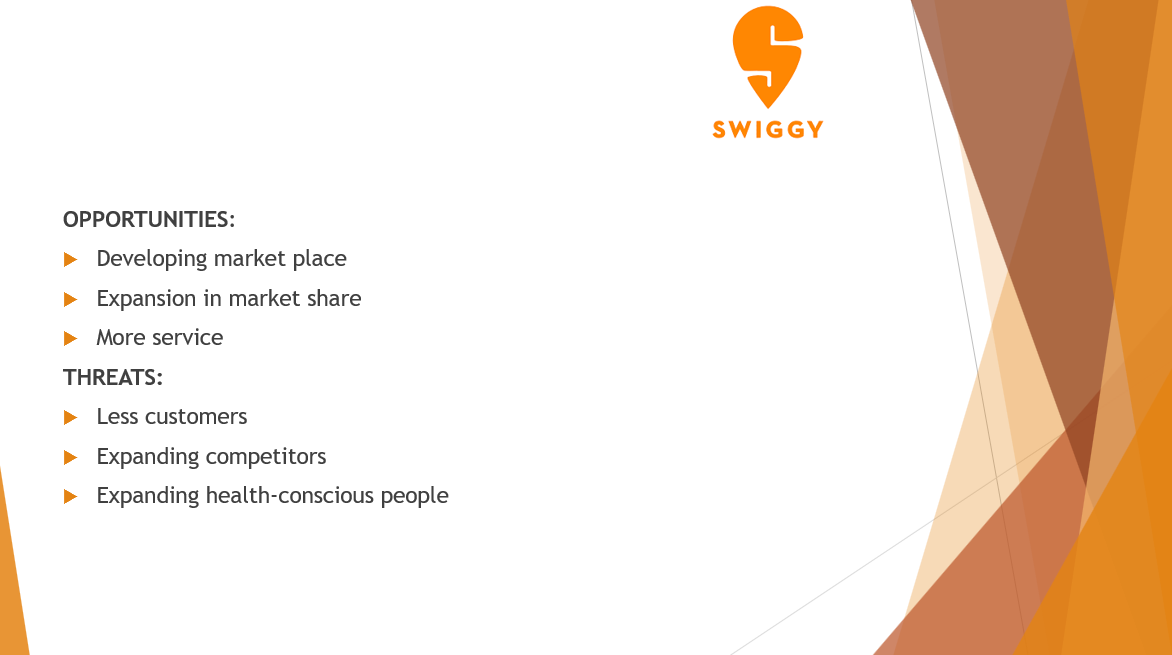 SWIGGY
OPPORTUNITIES:
Developing market place
Expansion in market share
More service
THREATS:
Less customers
Expanding competitors
Expanding health-conscious people